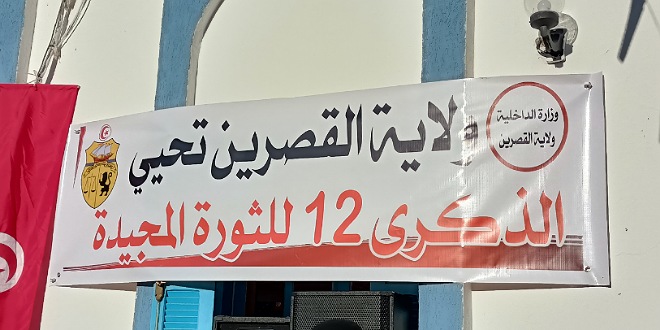 وزارة الداخلية
ولاية القصرين
ولاية القصرين تحيي
الذكرى 12 للثورة المجيدة